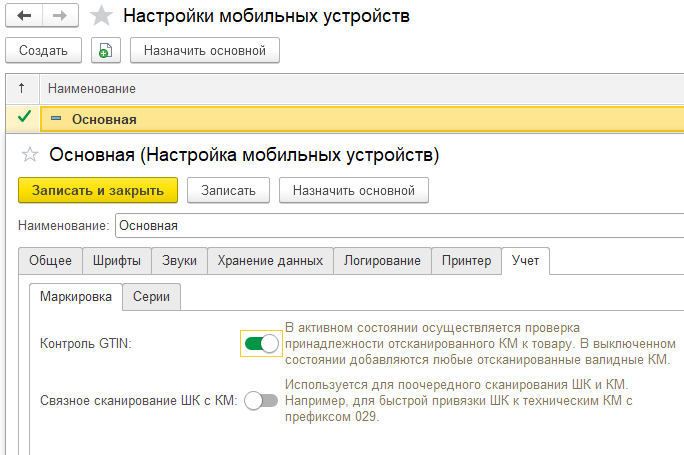 Настройки мобильных устройств
Создать Назначить основной
↑ Наименование
Основная
Основная (Настройка мобильных устройств)
Записать и закрыть Записать Назначить основной
Наименование: Основная
Общее Шрифты Звуки Хранение данных Логирование Принтер Учет
Маркировка Серии
Контроль GTIN:
В активном состоянии осуществляется проверка
принадлежности отсканированного КМ к товару. В выключенном
состоянии добавляются любые отсканированные валидные КМ.
Связное сканирование ШК с КМ:
Используется для поочередного сканирования ШК и КМ.
Например, для быстрой привязки ШК к техническим КМ с
префиксом 029.